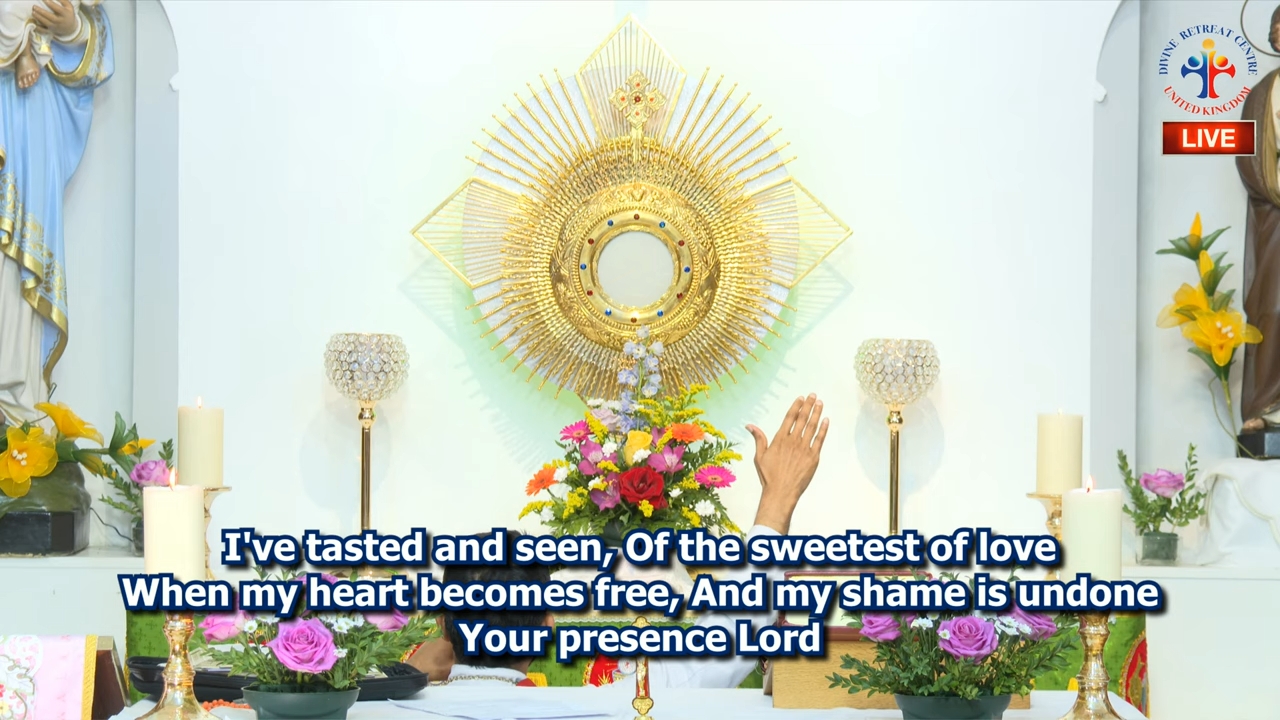 DIVINE RETREAT CENTRE
UNITED KINGDOM
LIVE
I've tasted and seen, Of the sweetest of love
When my heart becomes free, And my shame is undone
Your presence Lord